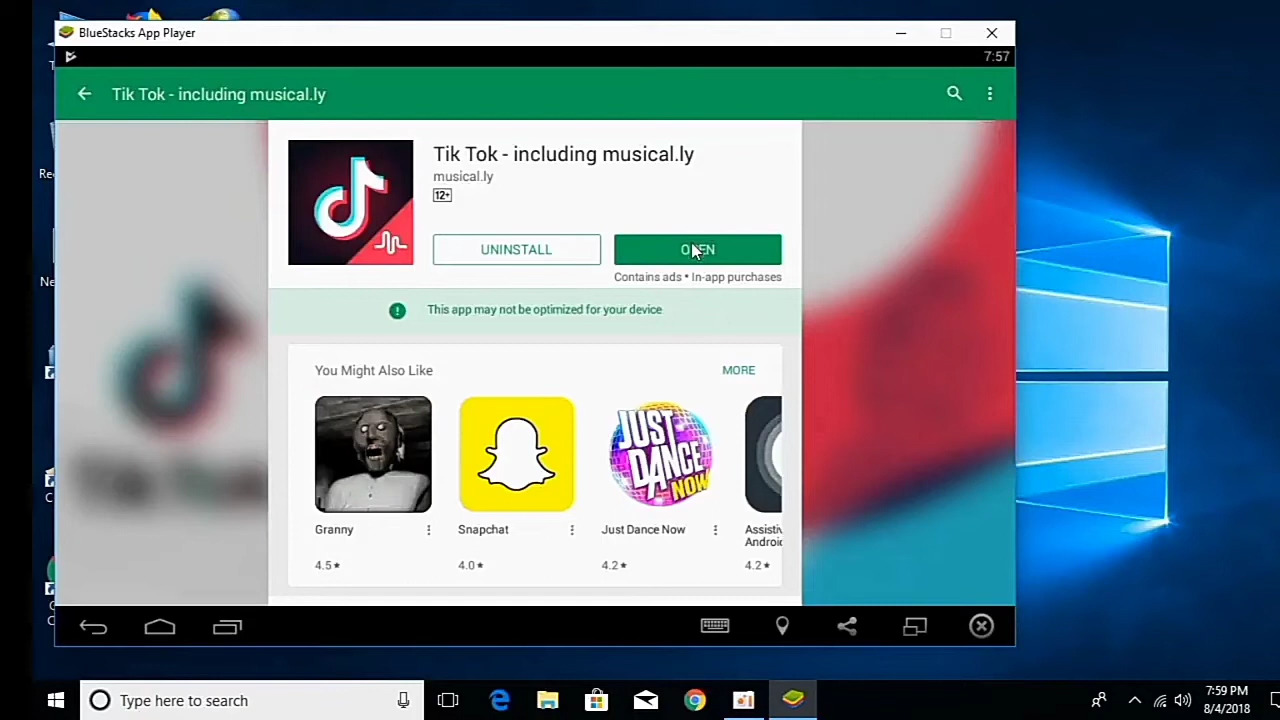 BlueStacks App Player
7:57
Tik Tok - including musical.ly
Tik Tok - including musical.ly
musical.ly
12+
UNINSTALL
OPEN
Contains ads • In-app purchases
This app may not be optimized for your device
You Might Also Like
MORE
JUST DANCE NOW
Granny
Snapchat
Just Dance Now
4.5★
4.0★
4.2★
4.2★
Type here to search
7:59 PM
8/4/2018